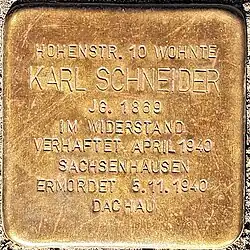 HOHENSTR. 10 WOHNTE
KARL SCHNEIDER
JG. 1869
IM WIDERSTAND
VERHAFTET APRIL 1940
SACHSENHAUSEN
ERMORDET 5.11.1940
DACHAU